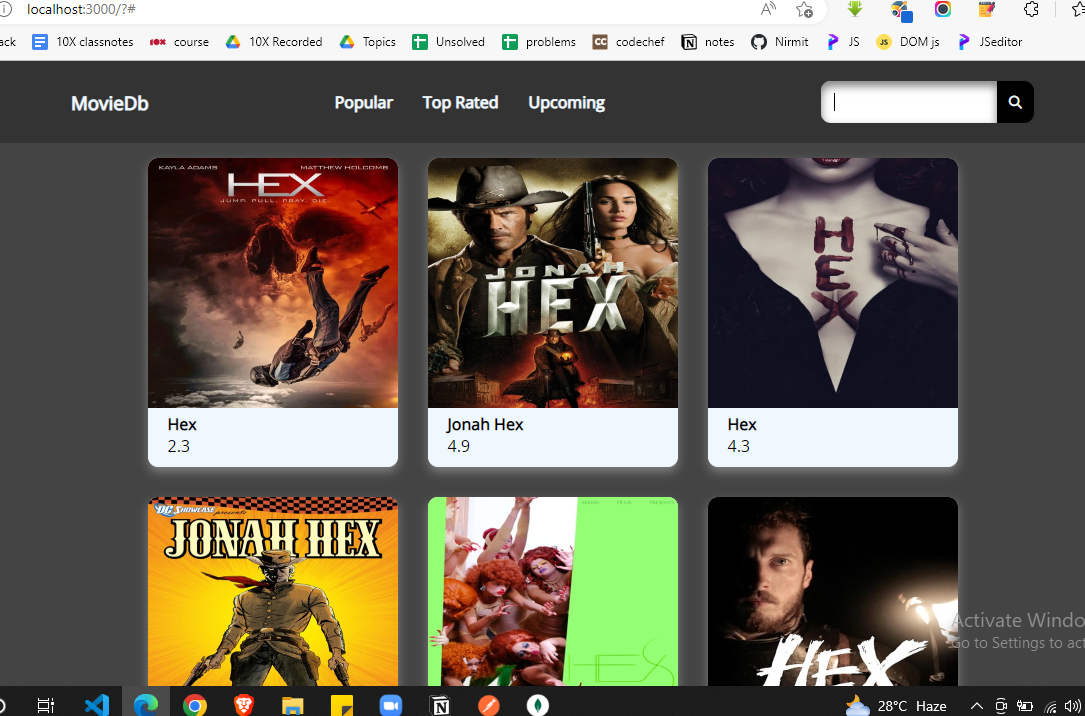 localhost:3000/?#
ack 10X classnotes course 10X Recorded Topics Unsolved problems CC codechef notes Nirmit JS JS DOM js JSeditor
MovieDb Popular Top Rated Upcoming
KAYLA ADAMS MATTHEW HOLCOMB
HEX
JUMP. PULL. PRAY. DIE.
JONAH
HEX
HEX
Hex
2.3
Jonah Hex
4.9
Hex
4.3
DC SHOWCASE presents
JONAH HEX
HEX
Activate Windo
Go to Settings to act
28°C Haze